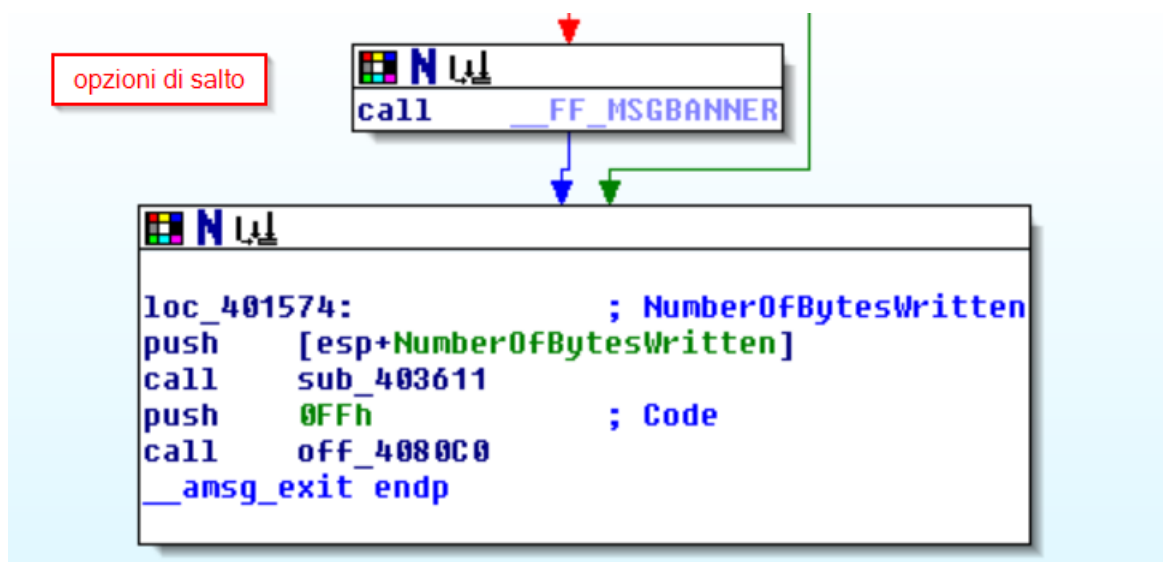 opzioni di salto
call __FF_MSGBANNER
loc_401574: ; NumberOfBytesWritten
push [esp+NumberOfBytesWritten]
call sub_403611
push 0FFh ; Code
call off_4080C0
__amsg_exit endp